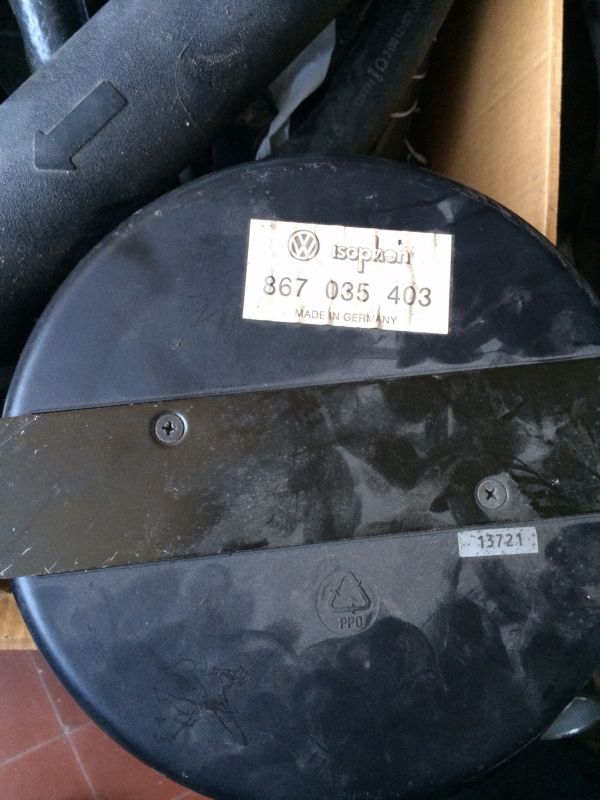 isophon
867 035 403
MADE IN GERMANY
13721
PPO